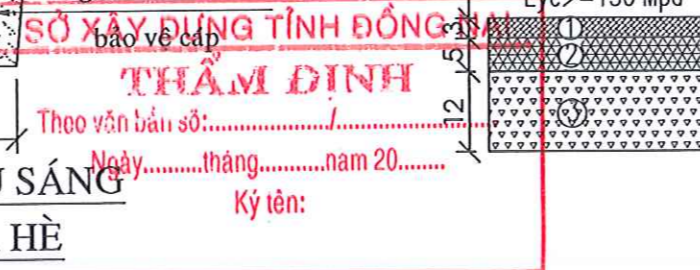 SỞ XÂY DỰNG TỈNH ĐỒNG NAI
bảo vệ cáp
THẨM ĐỊNH
Theo văn bản số:............../..................
Ngày.........tháng..........năm 20.......
Ký tên:
SÁNG
HÈ
3
5
12
①
②
③